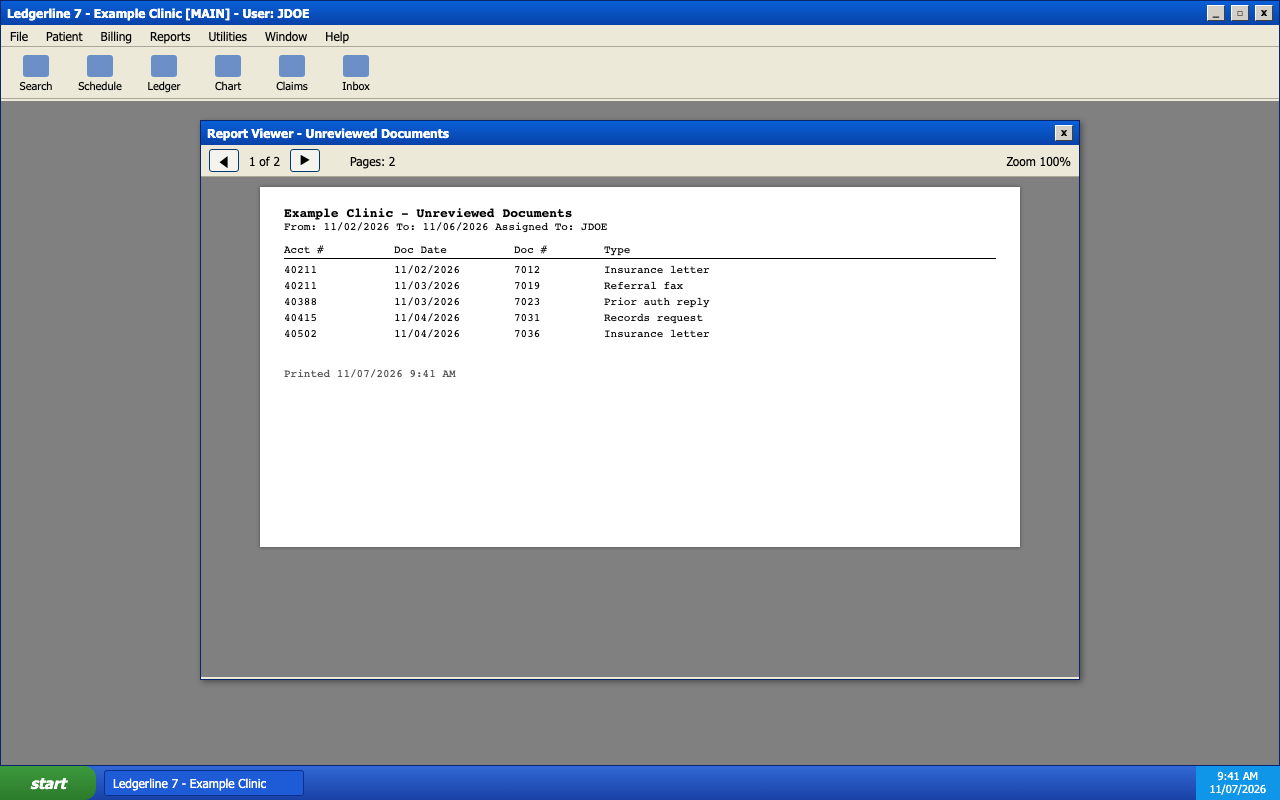 Ledgerline 7 - Example Clinic [MAIN] - User: JDOE
File Patient Billing Reports Utilities Window Help
Search Schedule Ledger Chart Claims Inbox
Report Viewer - Unreviewed Documents
1 of 2 Pages: 2 Zoom 100%
Example Clinic - Unreviewed Documents
From: 11/02/2026 To: 11/06/2026 Assigned To: JDOE
Acct # Doc Date Doc # Type
40211 11/02/2026 7012 Insurance letter
40211 11/03/2026 7019 Referral fax
40388 11/03/2026 7023 Prior auth reply
40415 11/04/2026 7031 Records request
40502 11/04/2026 7036 Insurance letter
Printed 11/07/2026 9:41 AM
start Ledgerline 7 - Example Clinic
9:41 AM
11/07/2026